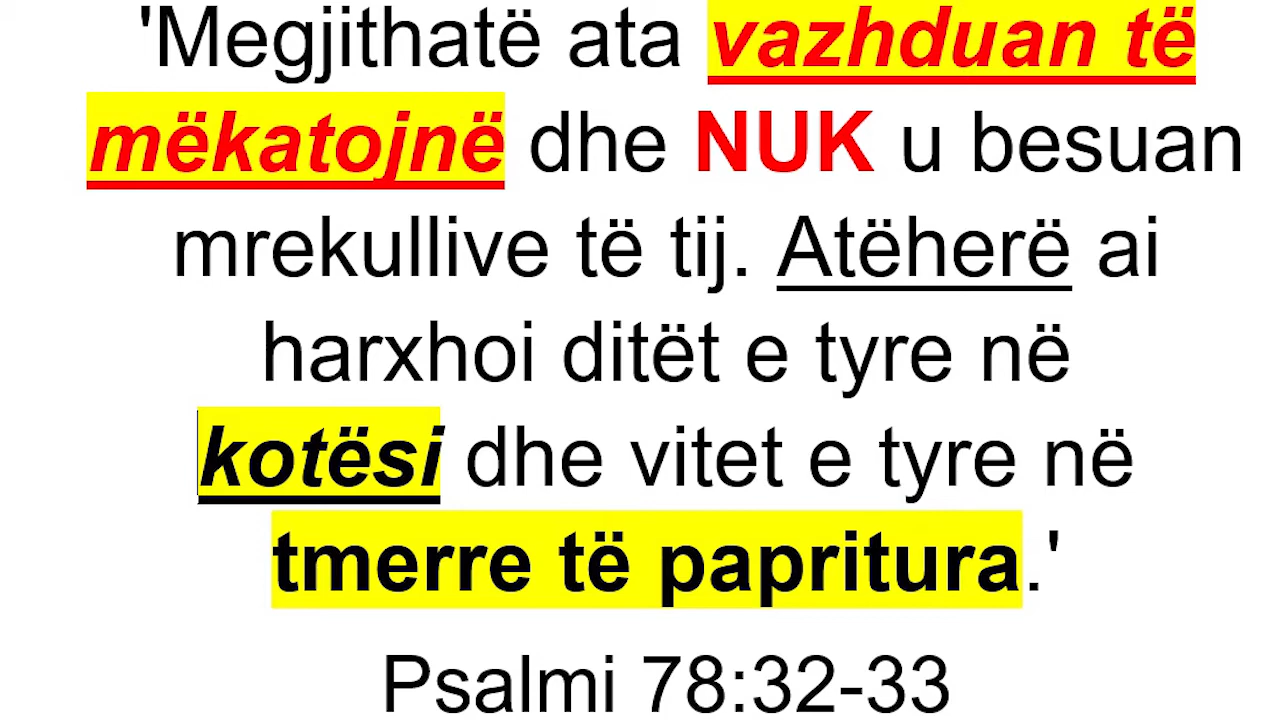 'Megjithatë ata vazhduan të
mëkatojnë dhe NUK u besuan
mrekullive të tij. Atëherë ai
harxhoi ditët e tyre në
kotësi dhe vitet e tyre në
tmerre të papritura.'
Psalmi 78:32-33